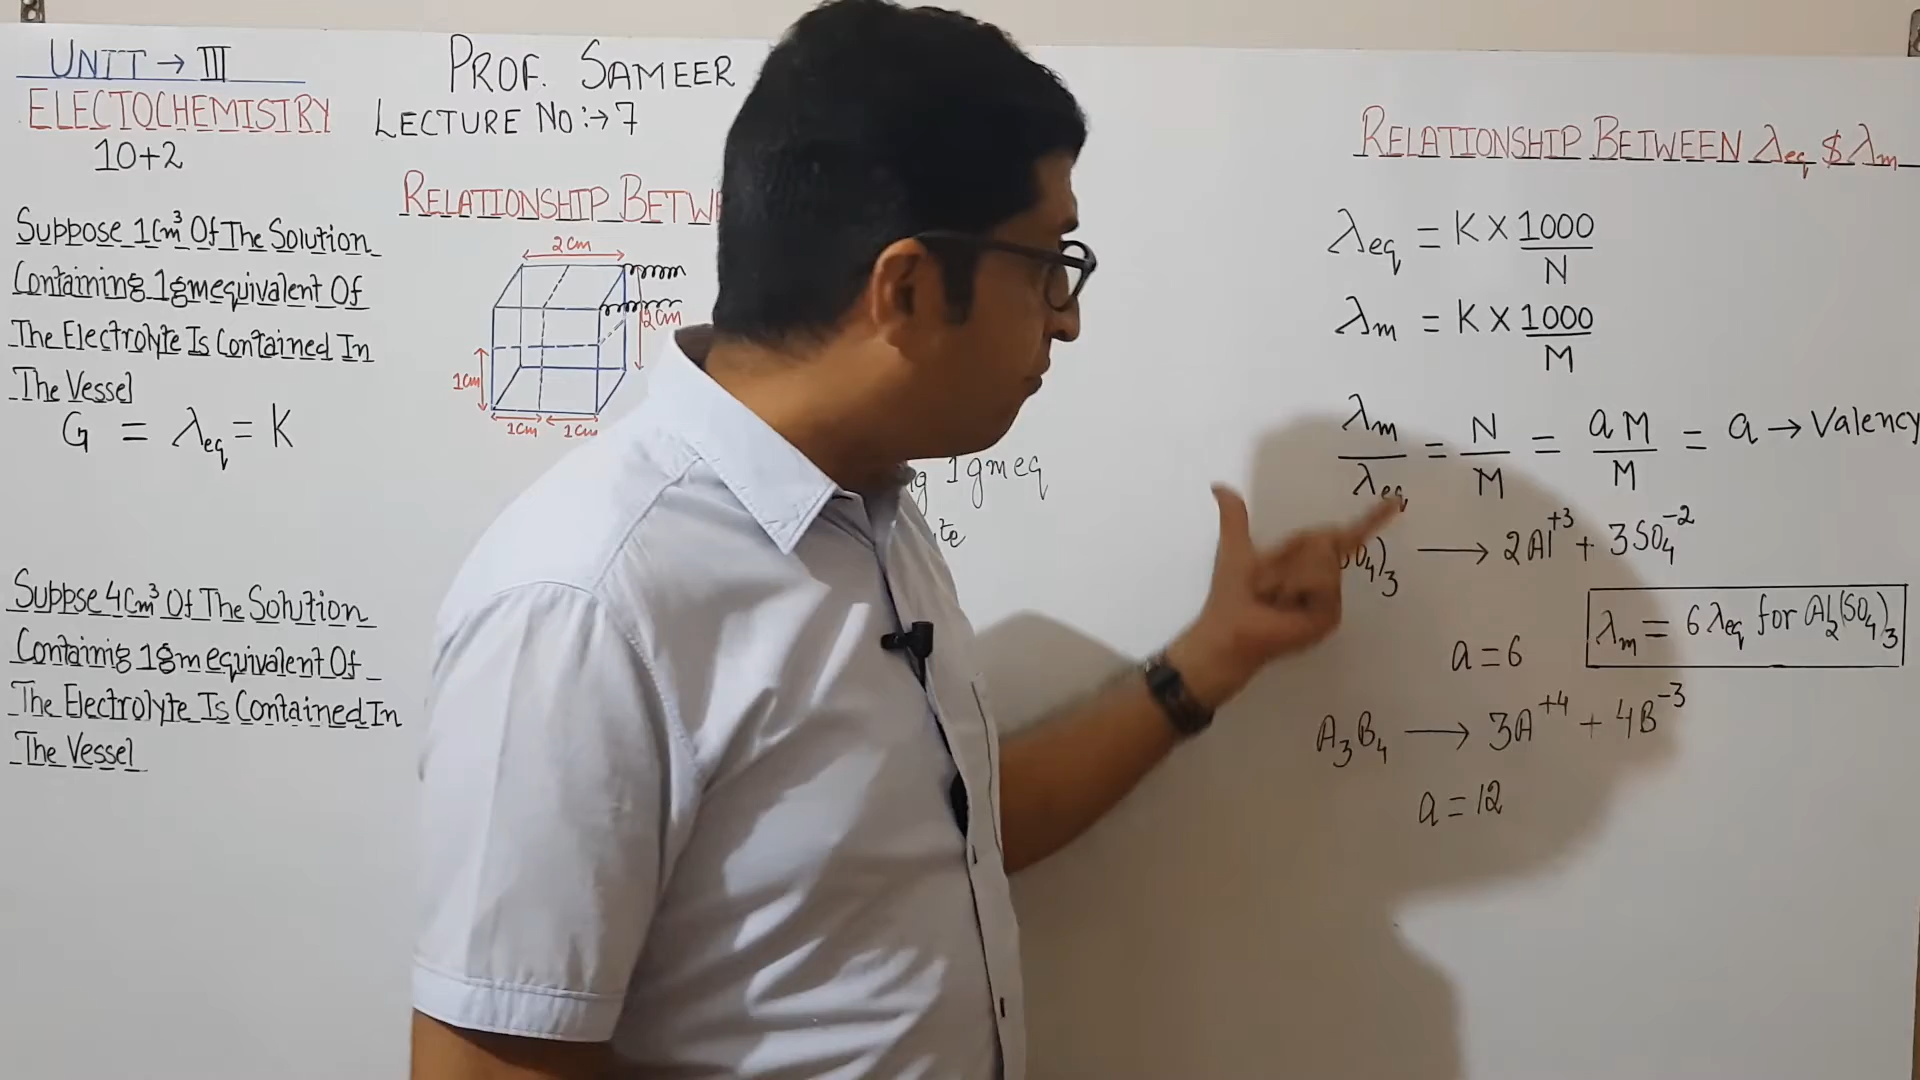 UNIT → III
ELECTOCHEMISTRY
10+2
PROF. SAMEER
LECTURE No:→ 7
Suppose 1cm³ Of The Solution
Containing 1gmequivalent Of
The Electrolyte Is Contained In
The Vessel
G = λeq = K
Suppse 4cm³ Of The Solution
Containig 1gm equivalent Of
The Electrolyte Is Contained In
The Vessel
RELATIONSHIP
2cm
2cm
1cm
1cm 1cm
1gmeq
RELATIONSHIP BETWEEN λeq $ λm
λeq = K × 1000/N
λm = K × 1000/M
λm/λeq = N/M = aM/M = a → Valency
SO4)3 → 2Al⁺³ + 3SO4⁻²
a = 6
λm = 6λeq for Al2(SO4)3
A3B4 → 3A⁺⁴ + 4B⁻³
a = 12